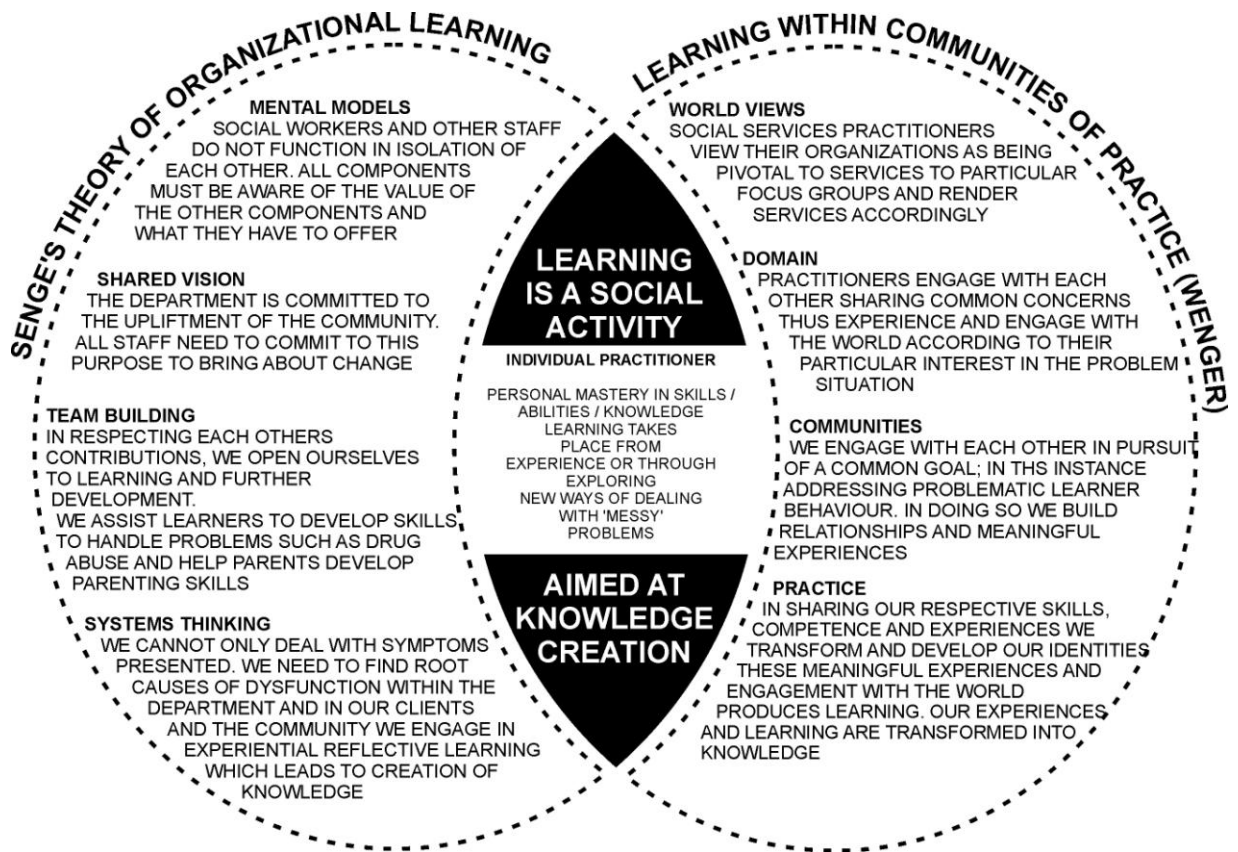 SENGE'S THEORY OF ORGANIZATIONAL LEARNING
MENTAL MODELS
SOCIAL WORKERS AND OTHER STAFF
DO NOT FUNCTION IN ISOLATION OF
EACH OTHER. ALL COMPONENTS
MUST BE AWARE OF THE VALUE OF
THE OTHER COMPONENTS AND
WHAT THEY HAVE TO OFFER
SHARED VISION
THE DEPARTMENT IS COMMITTED TO
THE UPLIFTMENT OF THE COMMUNITY.
ALL STAFF NEED TO COMMIT TO THIS
PURPOSE TO BRING ABOUT CHANGE
TEAM BUILDING
IN RESPECTING EACH OTHERS
CONTRIBUTIONS, WE OPEN OURSELVES
TO LEARNING AND FURTHER
DEVELOPMENT.
WE ASSIST LEARNERS TO DEVELOP SKILLS
TO HANDLE PROBLEMS SUCH AS DRUG
ABUSE AND HELP PARENTS DEVELOP
PARENTING SKILLS
SYSTEMS THINKING
WE CANNOT ONLY DEAL WITH SYMPTOMS
PRESENTED. WE NEED TO FIND ROOT
CAUSES OF DYSFUNCTION WITHIN THE
DEPARTMENT AND IN OUR CLIENTS
AND THE COMMUNITY WE ENGAGE IN
EXPERIENTIAL REFLECTIVE LEARNING
WHICH LEADS TO CREATION OF
KNOWLEDGE
LEARNING
IS A SOCIAL
ACTIVITY
INDIVIDUAL PRACTITIONER
PERSONAL MASTERY IN SKILLS /
ABILITIES / KNOWLEDGE
LEARNING TAKES
PLACE FROM
EXPERIENCE OR THROUGH
EXPLORING
NEW WAYS OF DEALING
WITH 'MESSY'
PROBLEMS
AIMED AT
KNOWLEDGE
CREATION
LEARNING WITHIN COMMUNITIES OF PRACTICE (WENGER)
WORLD VIEWS
SOCIAL SERVICES PRACTITIONERS
VIEW THEIR ORGANIZATIONS AS BEING
PIVOTAL TO SERVICES TO PARTICULAR
FOCUS GROUPS AND RENDER
SERVICES ACCORDINGLY
DOMAIN
PRACTITIONERS ENGAGE WITH EACH
OTHER SHARING COMMON CONCERNS
THUS EXPERIENCE AND ENGAGE WITH
THE WORLD ACCORDING TO THEIR
PARTICULAR INTEREST IN THE PROBLEM
SITUATION
COMMUNITIES
WE ENGAGE WITH EACH OTHER IN PURSUIT
OF A COMMON GOAL; IN THS INSTANCE
ADDRESSING PROBLEMATIC LEARNER
BEHAVIOUR. IN DOING SO WE BUILD
RELATIONSHIPS AND MEANINGFUL
EXPERIENCES
PRACTICE
IN SHARING OUR RESPECTIVE SKILLS,
COMPETENCE AND EXPERIENCES WE
TRANSFORM AND DEVELOP OUR IDENTITIES
THESE MEANINGFUL EXPERIENCES AND
ENGAGEMENT WITH THE WORLD
PRODUCES LEARNING. OUR EXPERIENCES
AND LEARNING ARE TRANSFORMED INTO
KNOWLEDGE